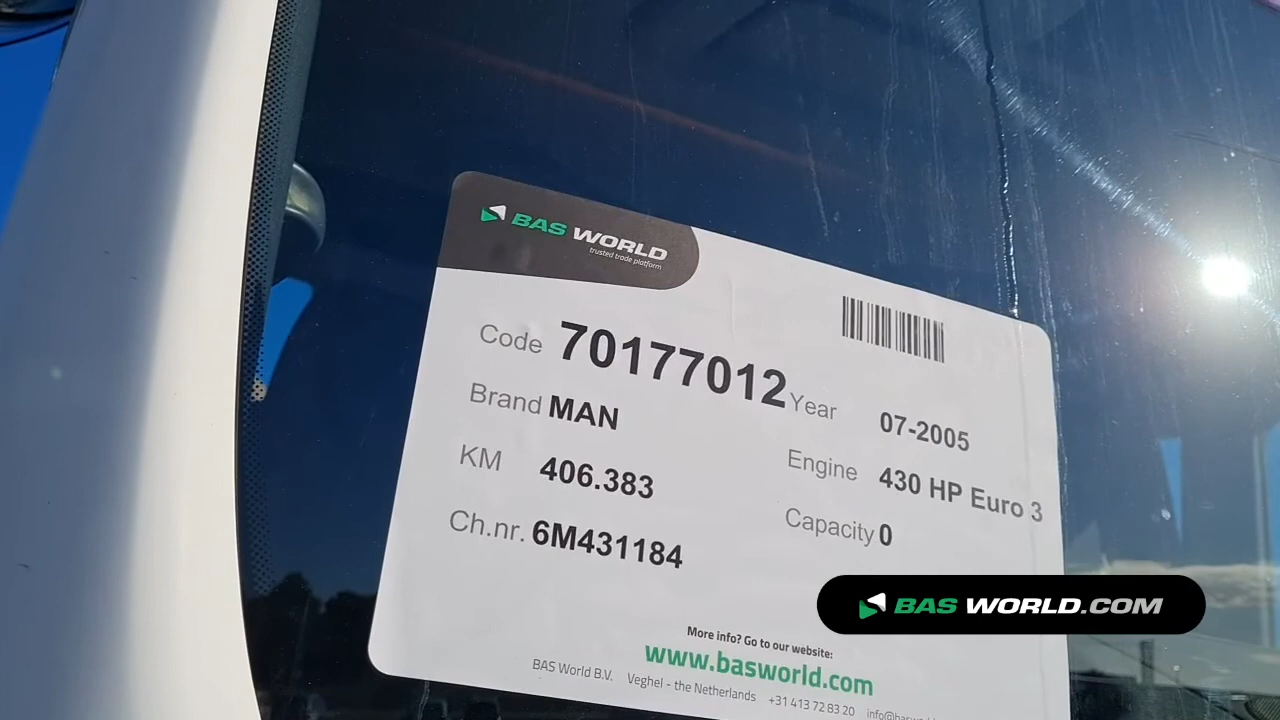 BAS WORLD
trusted trade platform
Code 70177012
Year 07-2005
Brand MAN
Engine 430 HP Euro 3
KM 406.383
Capacity 0
Ch.nr. 6M431184
BAS WORLD.COM
More info? Go to our website:
www.basworld.com
BAS World B.V. Veghel - the Netherlands +31 413 72 83 20